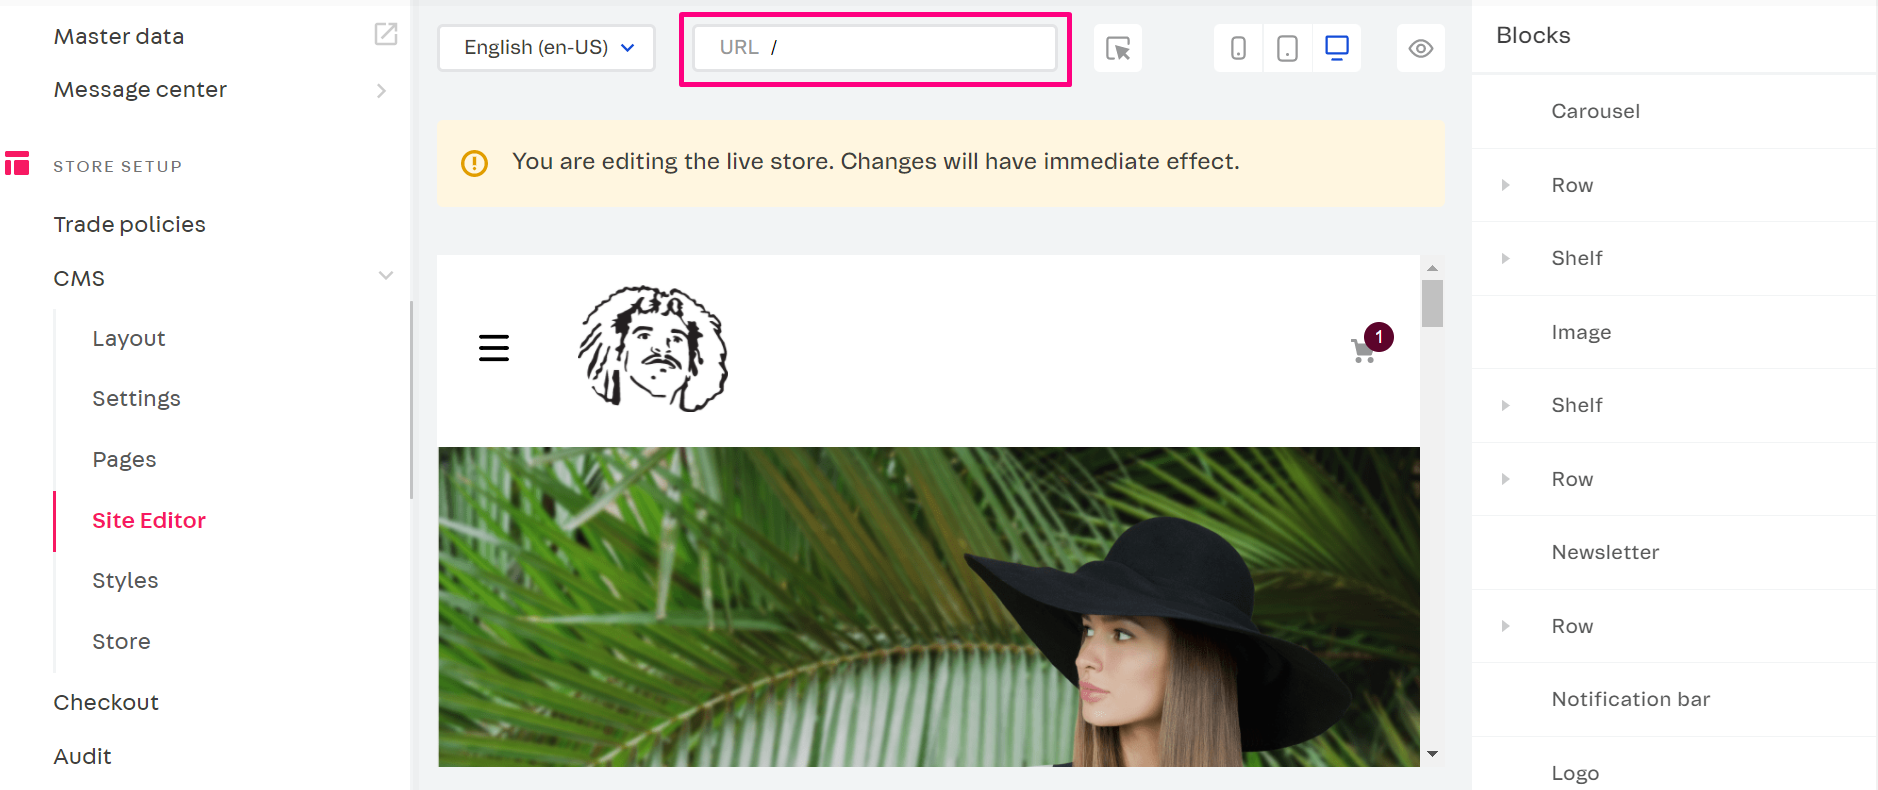 Master data
Message center
STORE SETUP
Trade policies
CMS
Layout
Settings
Pages
Site Editor
Styles
Store
Checkout
Audit
English (en-US)
URL /
You are editing the live store. Changes will have immediate effect.
1
Blocks
Carousel
Row
Shelf
Image
Shelf
Row
Newsletter
Row
Notification bar
Logo